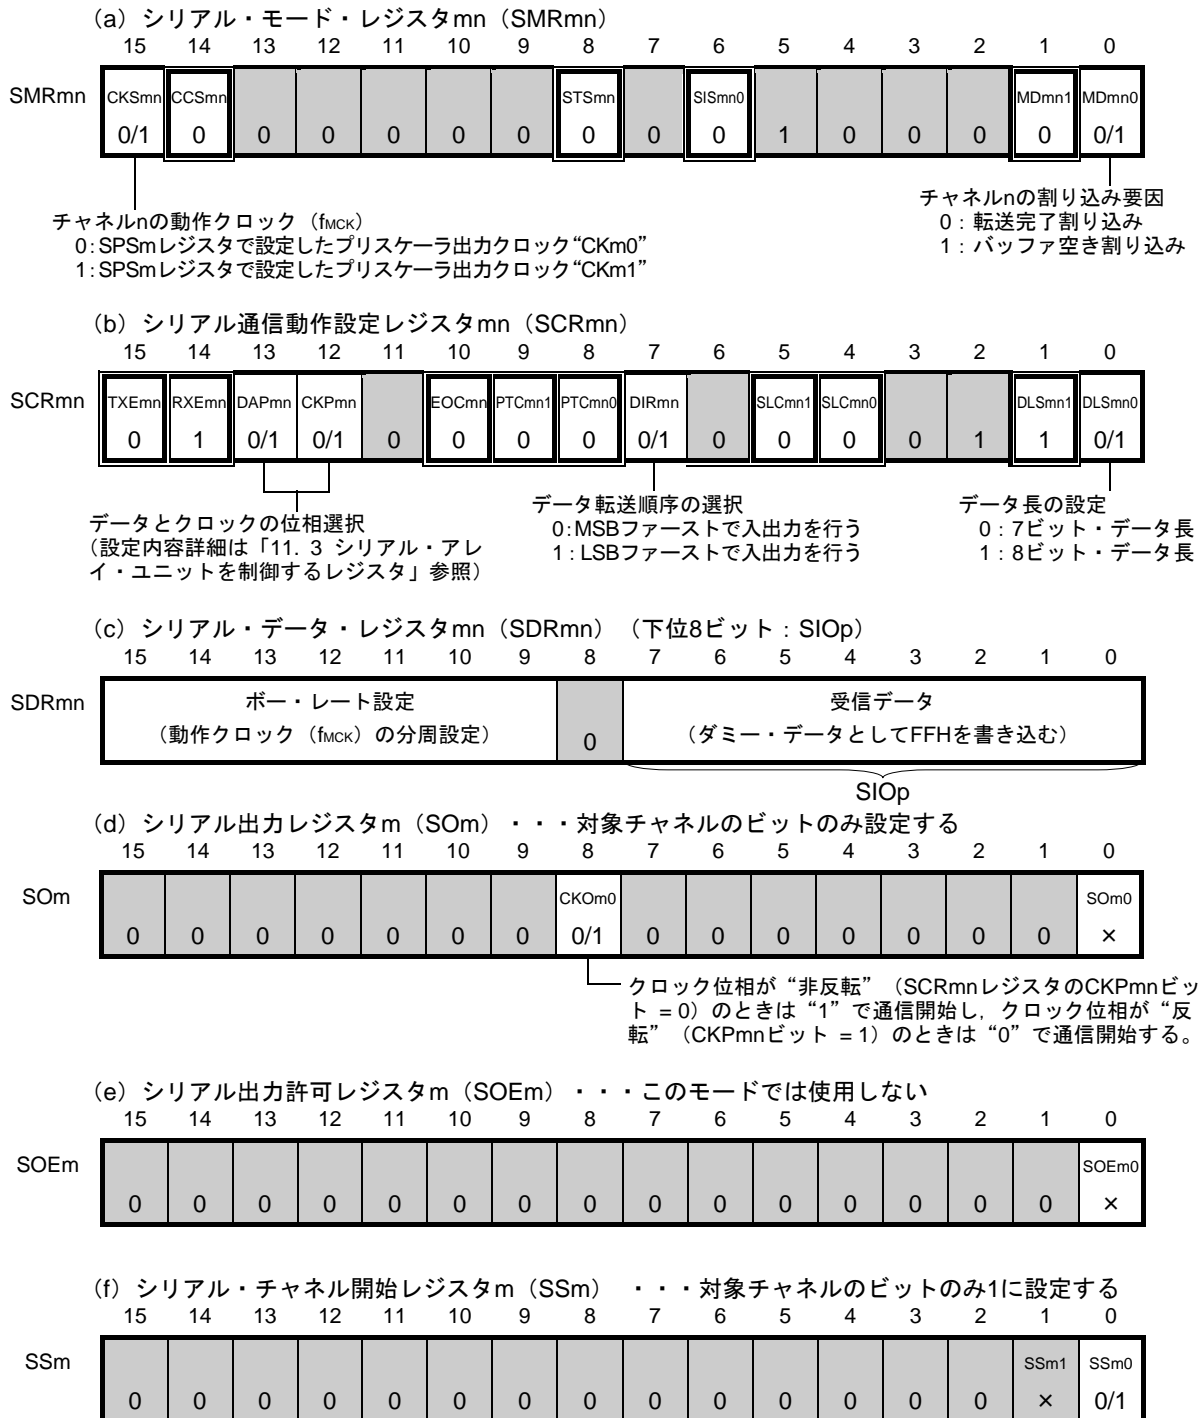 (a) シリアル・モード・レジスタmn（SMRmn）
15 14 13 12 11 10 9 8 7 6 5 4 3 2 1 0
SMRmn
CKSmn CCSmn STSmn SISmn0 MDmn1 MDmn0
0/1 0 0 0 0 0 0 0 0 0 1 0 0 0 0 0/1
チャネルnの動作クロック（fMCK）
0：SPSmレジスタで設定したプリスケーラ出力クロック“CKm0”
1：SPSmレジスタで設定したプリスケーラ出力クロック“CKm1”
チャネルnの割り込み要因
0：転送完了割り込み
1：バッファ空き割り込み
(b) シリアル通信動作設定レジスタmn（SCRmn）
15 14 13 12 11 10 9 8 7 6 5 4 3 2 1 0
SCRmn
TXEmn RXEmn DAPmn CKPmn EOCmn PTCmn1 PTCmn0 DIRmn SLCmn1 SLCmn0 DLSmn1 DLSmn0
0 1 0/1 0/1 0 0 0 0 0/1 0 0 0 0 1 1 0/1
データとクロックの位相選択
（設定内容詳細は「11. 3 シリアル・アレ
イ・ユニットを制御するレジスタ」参照）
データ転送順序の選択
0：MSBファーストで入出力を行う
1：LSBファーストで入出力を行う
データ長の設定
0：7ビット・データ長
1：8ビット・データ長
(c) シリアル・データ・レジスタmn（SDRmn）（下位8ビット：SIOp）
15 14 13 12 11 10 9 8 7 6 5 4 3 2 1 0
SDRmn
ボー・レート設定
（動作クロック（fMCK）の分周設定）
0
受信データ
（ダミー・データとしてFFHを書き込む）
SIOp
(d) シリアル出力レジスタm（SOm）・・・対象チャネルのビットのみ設定する
15 14 13 12 11 10 9 8 7 6 5 4 3 2 1 0
SOm
CKOm0 SOm0
0 0 0 0 0 0 0 0/1 0 0 0 0 0 0 0 ×
クロック位相が“非反転”（SCRmnレジスタのCKPmnビッ
ト = 0）のときは“1”で通信開始し，クロック位相が“反
転”（CKPmnビット = 1）のときは“0”で通信開始する。
(e) シリアル出力許可レジスタm（SOEm）・・・このモードでは使用しない
15 14 13 12 11 10 9 8 7 6 5 4 3 2 1 0
SOEm
SOEm0
0 0 0 0 0 0 0 0 0 0 0 0 0 0 0 ×
(f) シリアル・チャネル開始レジスタm（SSm）・・・対象チャネルのビットのみ1に設定する
15 14 13 12 11 10 9 8 7 6 5 4 3 2 1 0
SSm
SSm1 SSm0
0 0 0 0 0 0 0 0 0 0 0 0 0 0 × 0/1